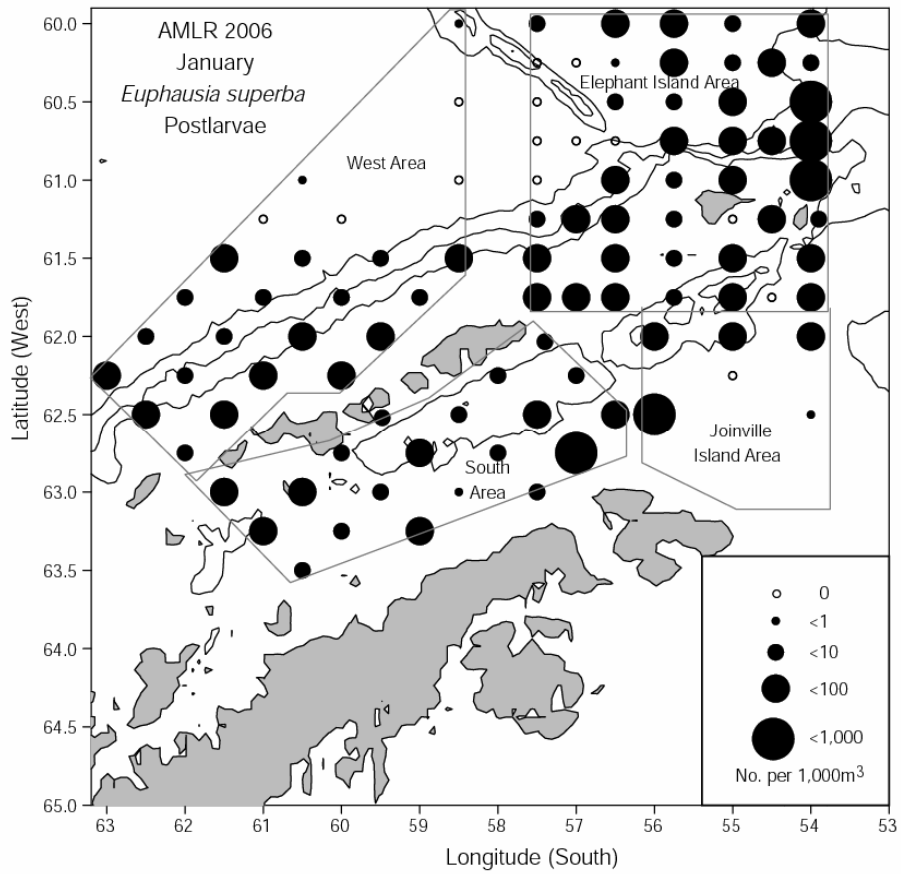 AMLR 2006
January
Euphausia superba
Postlarvae
West Area
Elephant Island Area
South
Area
Joinville
Island Area
60.0
60.5
61.0
61.5
62.0
62.5
63.0
63.5
64.0
64.5
65.0
Latitude (West)
0
<1
<10
<100
<1,000
No. per 1,000m³
63
62
61
60
59
58
57
56
55
54
53
Longitude (South)